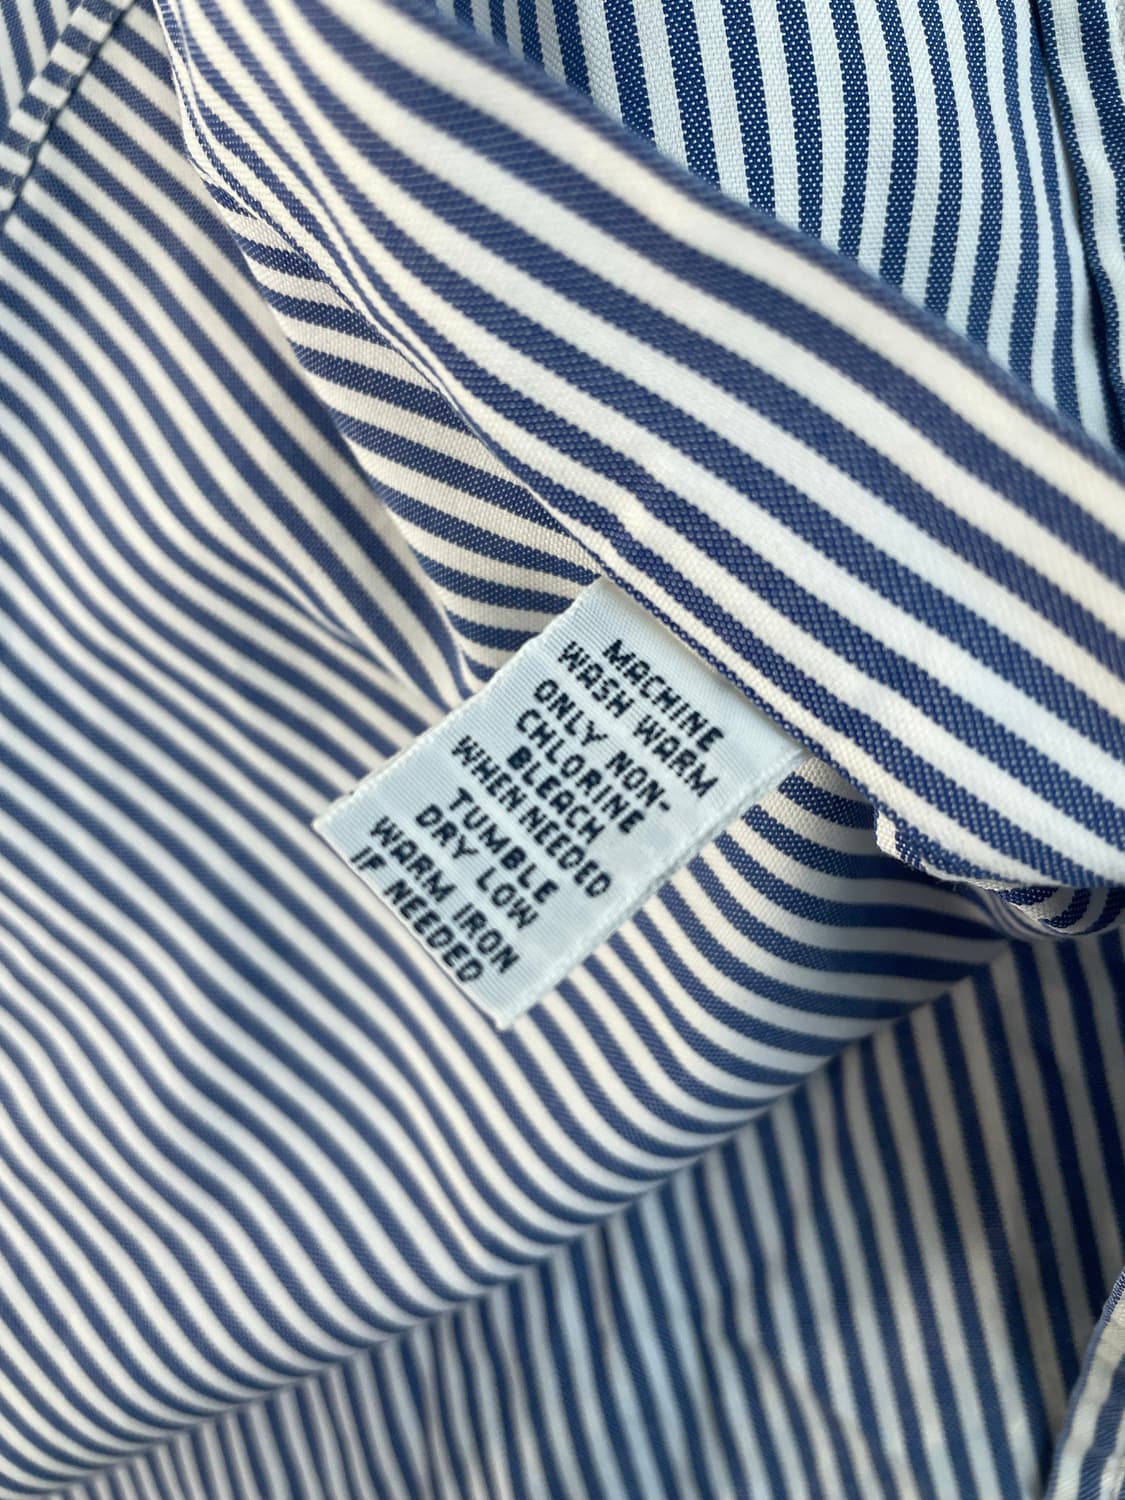 MACHINE
WASH WARM
ONLY NON-
CHLORINE
BLEACH
WHEN NEEDED
TUMBLE
DRY LOW
WARM IRON
IF NEEDED